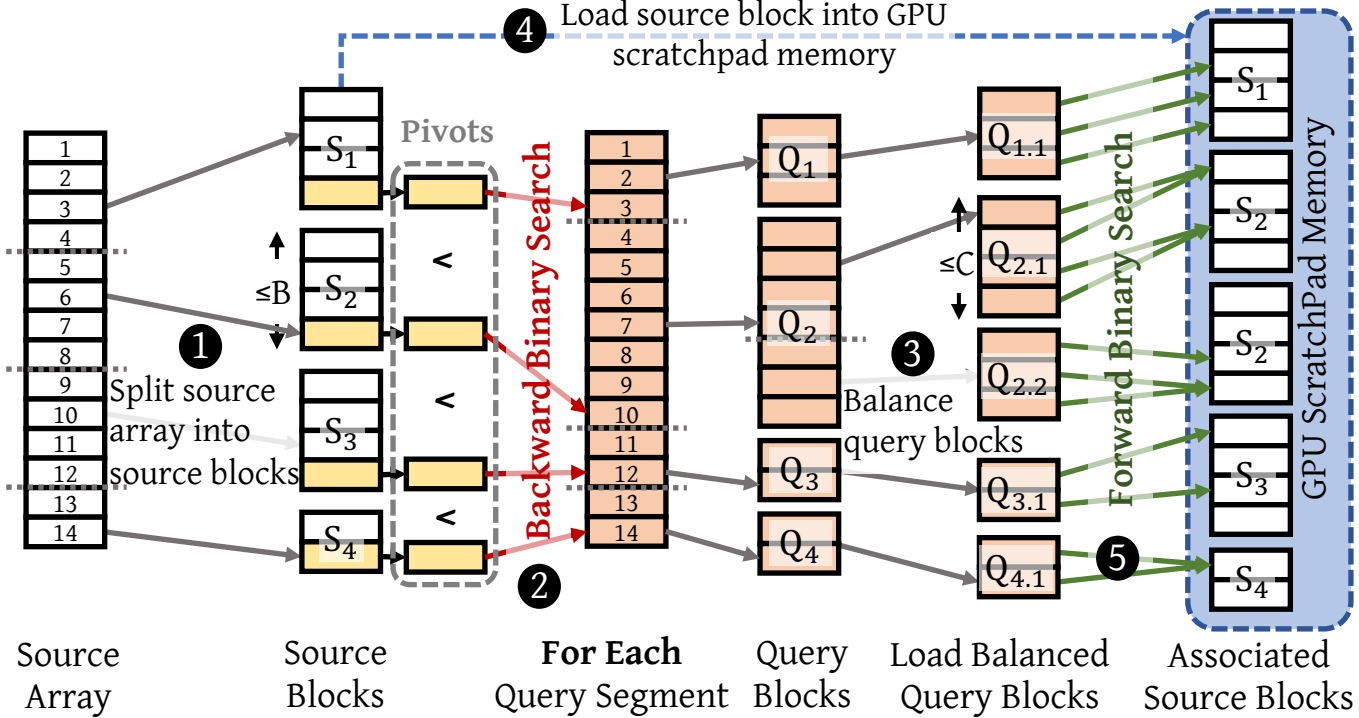 4
Load source block into GPU
scratchpad memory
1
2
3
4
5
6
7
8
9
10
11
12
13
14
S1
S2
S3
S4
≤B
1
Split source
array into
source blocks
Pivots
<
<
<
Backward Binary Search
2
1
2
3
4
5
6
7
8
9
10
11
12
13
14
Q1
Q2
Q3
Q4
3
Balance
query blocks
Q1.1
Q2.1
Q2.2
Q3.1
Q4.1
≤C
Forward Binary Search
5
S1
S2
S2
S3
S4
GPU ScratchPad Memory
Source
Array
Source
Blocks
For Each
Query Segment
Query
Blocks
Load Balanced
Query Blocks
Associated
Source Blocks